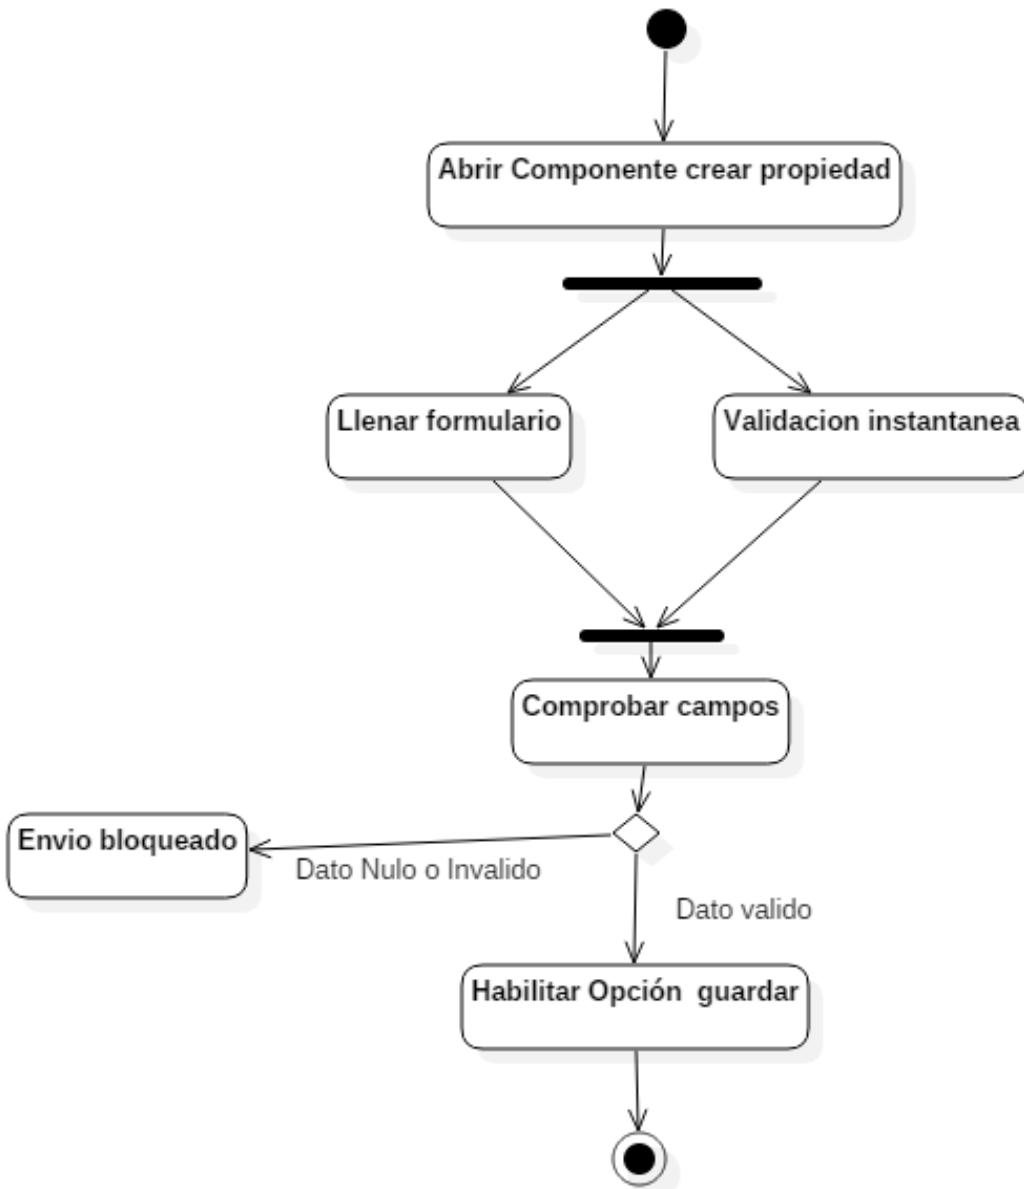 Abrir Componente crear propiedad
Llenar formulario
Validacion instantanea
Comprobar campos
Envio bloqueado
Dato Nulo o Invalido
Dato valido
Habilitar Opción  guardar